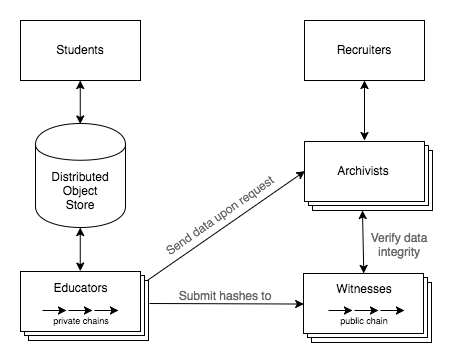 Students
Recruiters
Distributed
Object
Store
Archivists
Send data upon request
Verify data
integrity
Educators
private chains
Submit hashes to
Witnesses
public chain